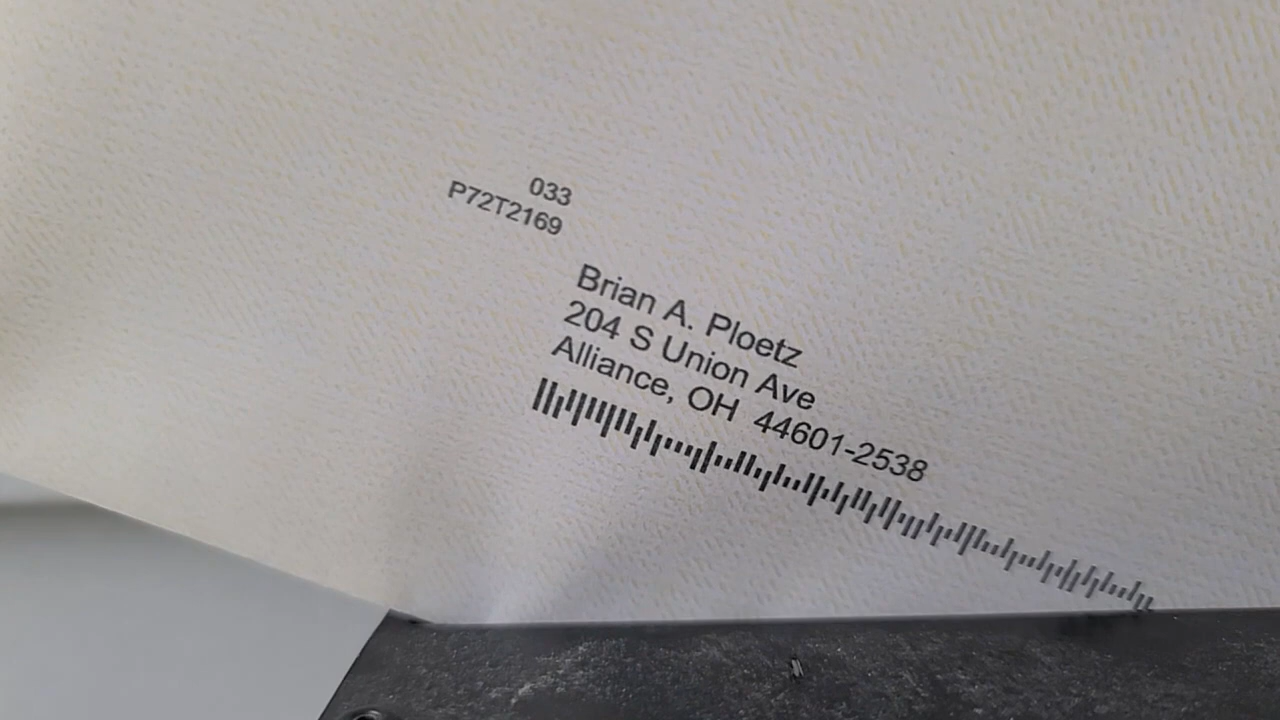 033
P72T2169
Brian A. Ploetz
204 S Union Ave
Alliance, OH 44601-2538